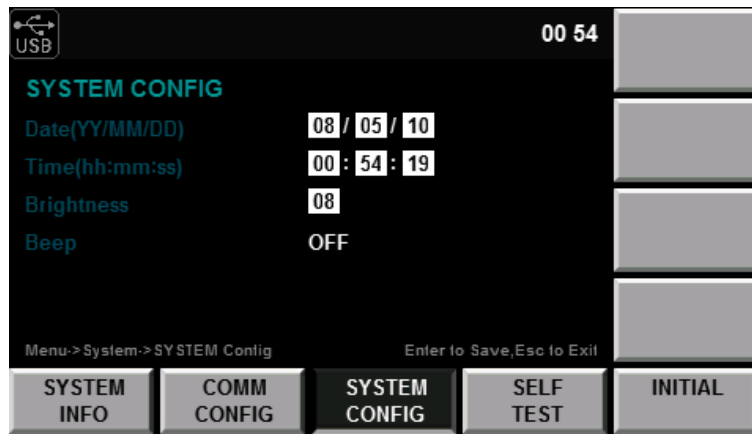 USB
00 54
SYSTEM CONFIG
Date(YY/MM/DD) 08 / 05 / 10
Time(hh:mm:ss) 00 : 54 : 19
Brightness 08
Beep OFF
Menu->System->SYSTEM Config Enter to Save,Esc to Exit
SYSTEM INFO
COMM CONFIG
SYSTEM CONFIG
SELF TEST
INITIAL